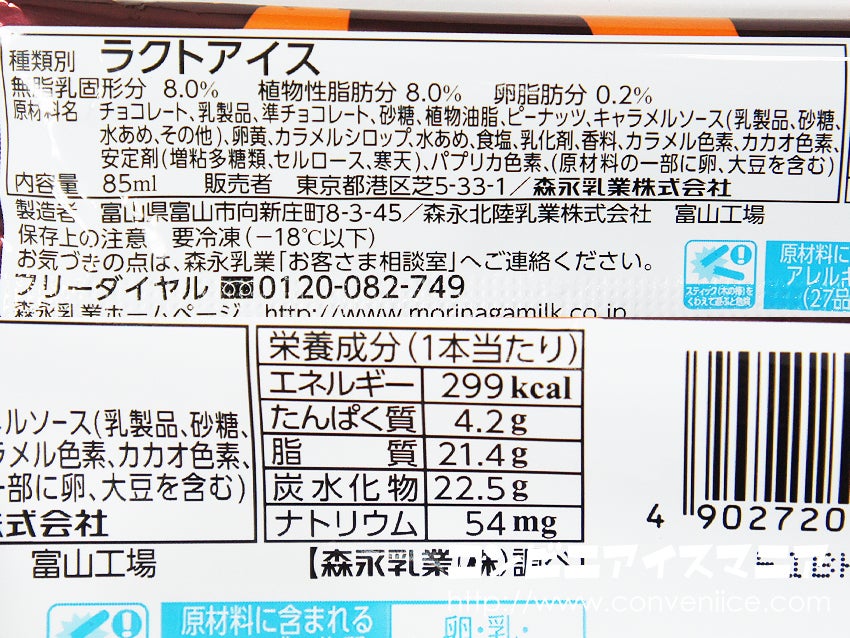 種類別 ラクトアイス
無脂乳固形分 8.0% 植物性脂肪分 8.0% 卵脂肪分 0.2%
原材料名 チョコレート、乳製品、準チョコレート、砂糖、植物油脂、ピーナッツ、キャラメルソース(乳製品、砂糖、
水あめ、その他)、卵黄、カラメルシロップ、水あめ、食塩、乳化剤、香料、カラメル色素、カカオ色素、
安定剤(増粘多糖類、セルロース、寒天)、パプリカ色素、(原材料の一部に卵、大豆を含む)
内容量 85ml 販売者 東京都港区芝5-33-1/森永乳業株式会社
製造者 富山県富山市向新庄町8-3-45/森永北陸乳業株式会社 富山工場
保存上の注意 要冷凍(-18℃以下)
お気づきの点は、森永乳業「お客さま相談室」へご連絡ください。
フリーダイヤル 0120-082-749
森永乳業ホームページ http://www.morinagamilk.co.jp
スティック(木の棒)を
くわえて遊ぶと危険
原材料に
アレルギ
(27品
栄養成分(1本当たり)
エネルギー 299kcal
たんぱく質 4.2g
脂質 21.4g
炭水化物 22.5g
ナトリウム 54mg
【森永乳業(株)調べ】
ルソース(乳製品、砂糖、
ラメル色素、カカオ色素、
一部に卵、大豆を含む)
式会社
富山工場
4 902720
原材料に含まれる
卵・乳・
コンビニアイスマニア
http://www.conveniice.com